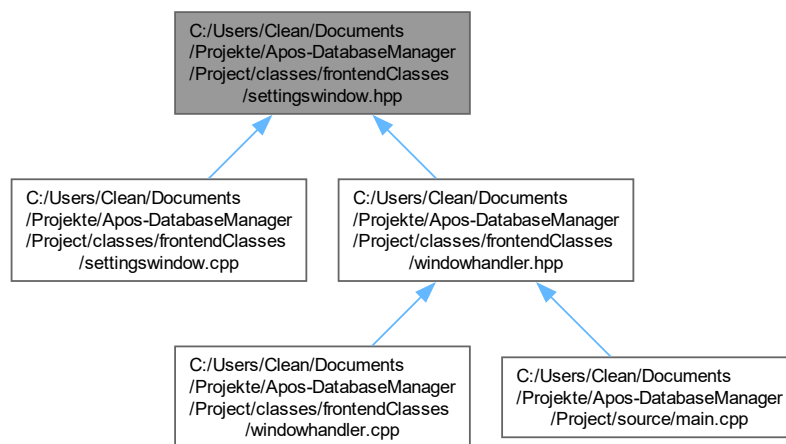 C:/Users/Clean/Documents
/Projekte/Apos-DatabaseManager
/Project/classes/frontendClasses
/settingswindow.hpp
C:/Users/Clean/Documents
/Projekte/Apos-DatabaseManager
/Project/classes/frontendClasses
/settingswindow.cpp
C:/Users/Clean/Documents
/Projekte/Apos-DatabaseManager
/Project/classes/frontendClasses
/windowhandler.hpp
C:/Users/Clean/Documents
/Projekte/Apos-DatabaseManager
/Project/classes/frontendClasses
/windowhandler.cpp
C:/Users/Clean/Documents
/Projekte/Apos-DatabaseManager
/Project/source/main.cpp